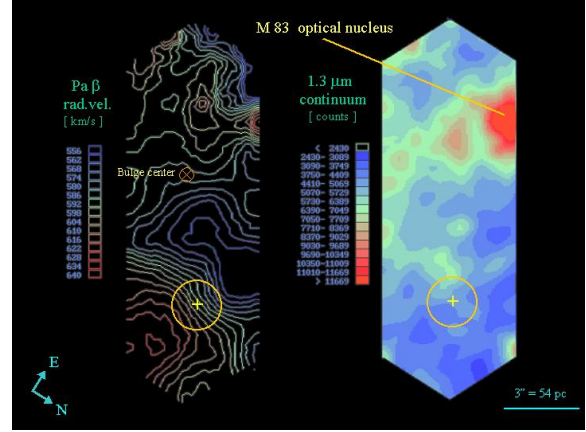 M 83 optical nucleus
Pa β
rad.vel.
[ km/s ]
556
562
568
574
580
586
592
598
604
610
616
622
628
634
640
Bulge center
1.3 μm
continuum
[ counts ]
< 2430
2430- 3089
3090- 3749
3750- 4409
4410- 5069
5070- 5729
5730- 6389
6390- 7049
7050- 7709
7710- 8369
8370- 9029
9030- 9689
9690-10349
10350-11009
11010-11669
> 11669
E
N
3" = 54 pc